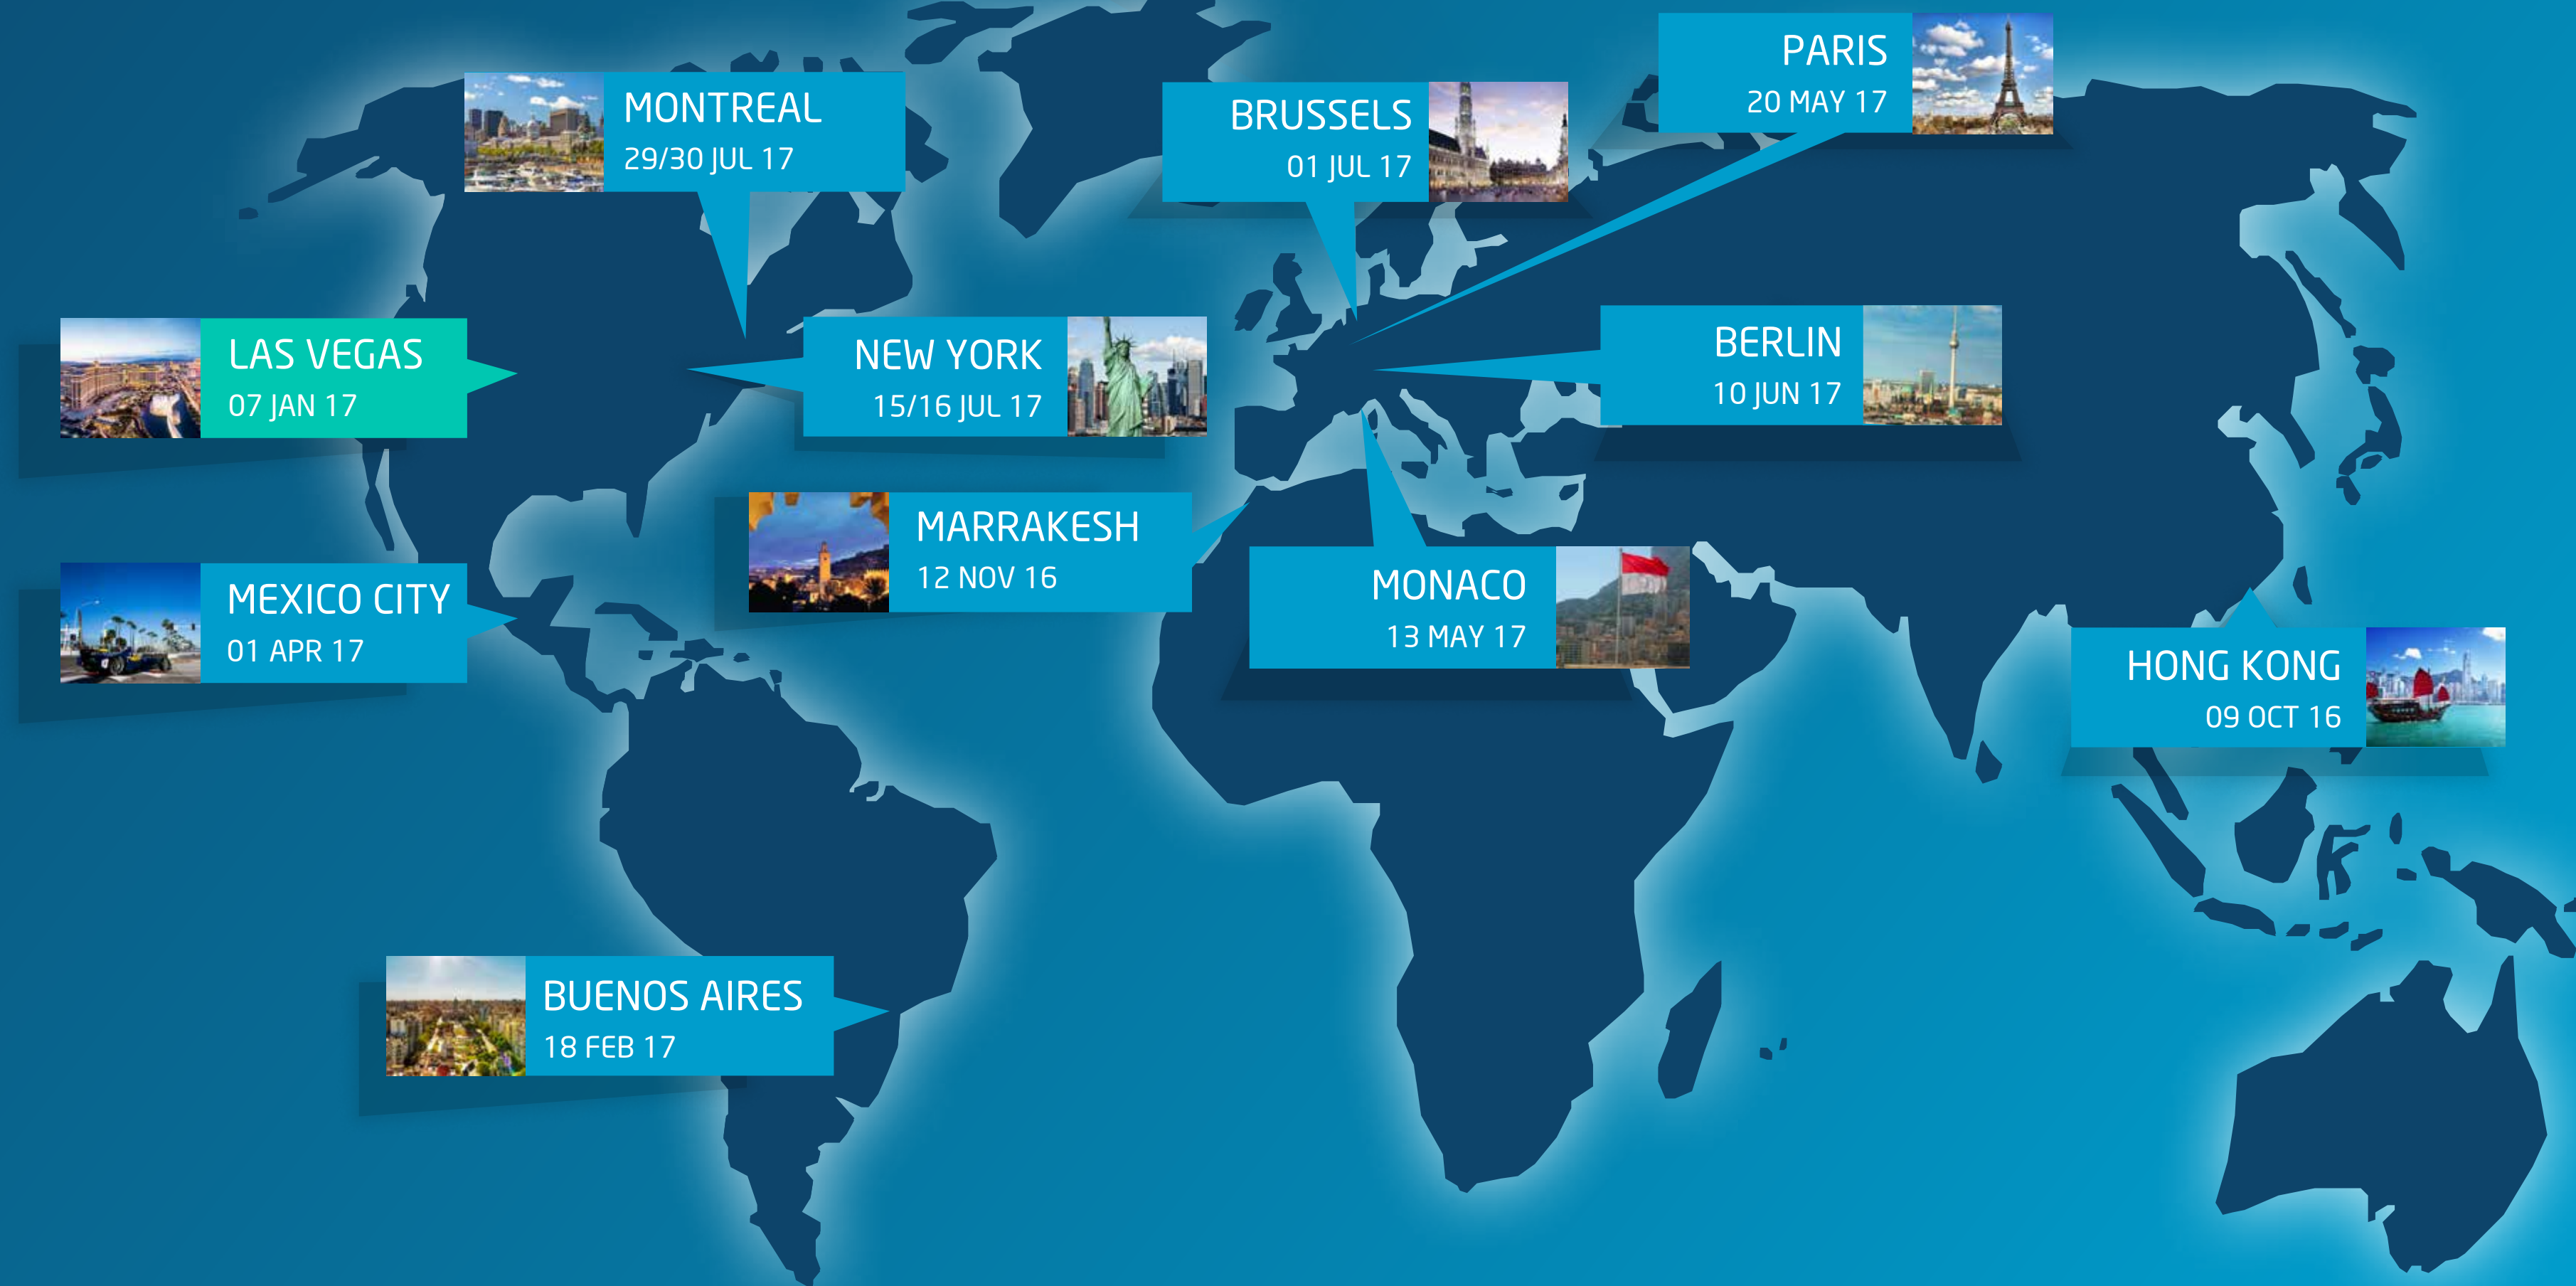 PARIS
20 MAY 17
MONTREAL
29/30 JUL 17
BRUSSELS
01 JUL 17
LAS VEGAS
07 JAN 17
NEW YORK
15/16 JUL 17
BERLIN
10 JUN 17
MARRAKESH
12 NOV 16
MEXICO CITY
01 APR 17
MONACO
13 MAY 17
HONG KONG
09 OCT 16
BUENOS AIRES
18 FEB 17